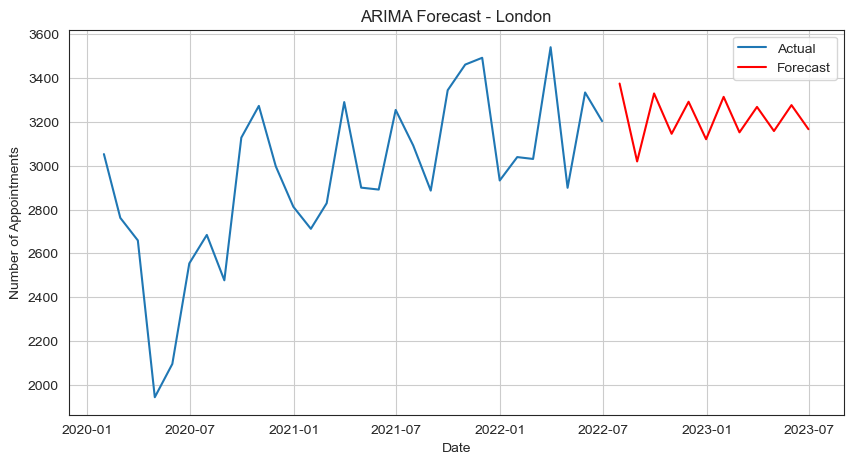 ARIMA Forecast - London
Actual
Forecast
Number of Appointments
3600
3400
3200
3000
2800
2600
2400
2200
2000
2020-01 2020-07 2021-01 2021-07 2022-01 2022-07 2023-01 2023-07
Date